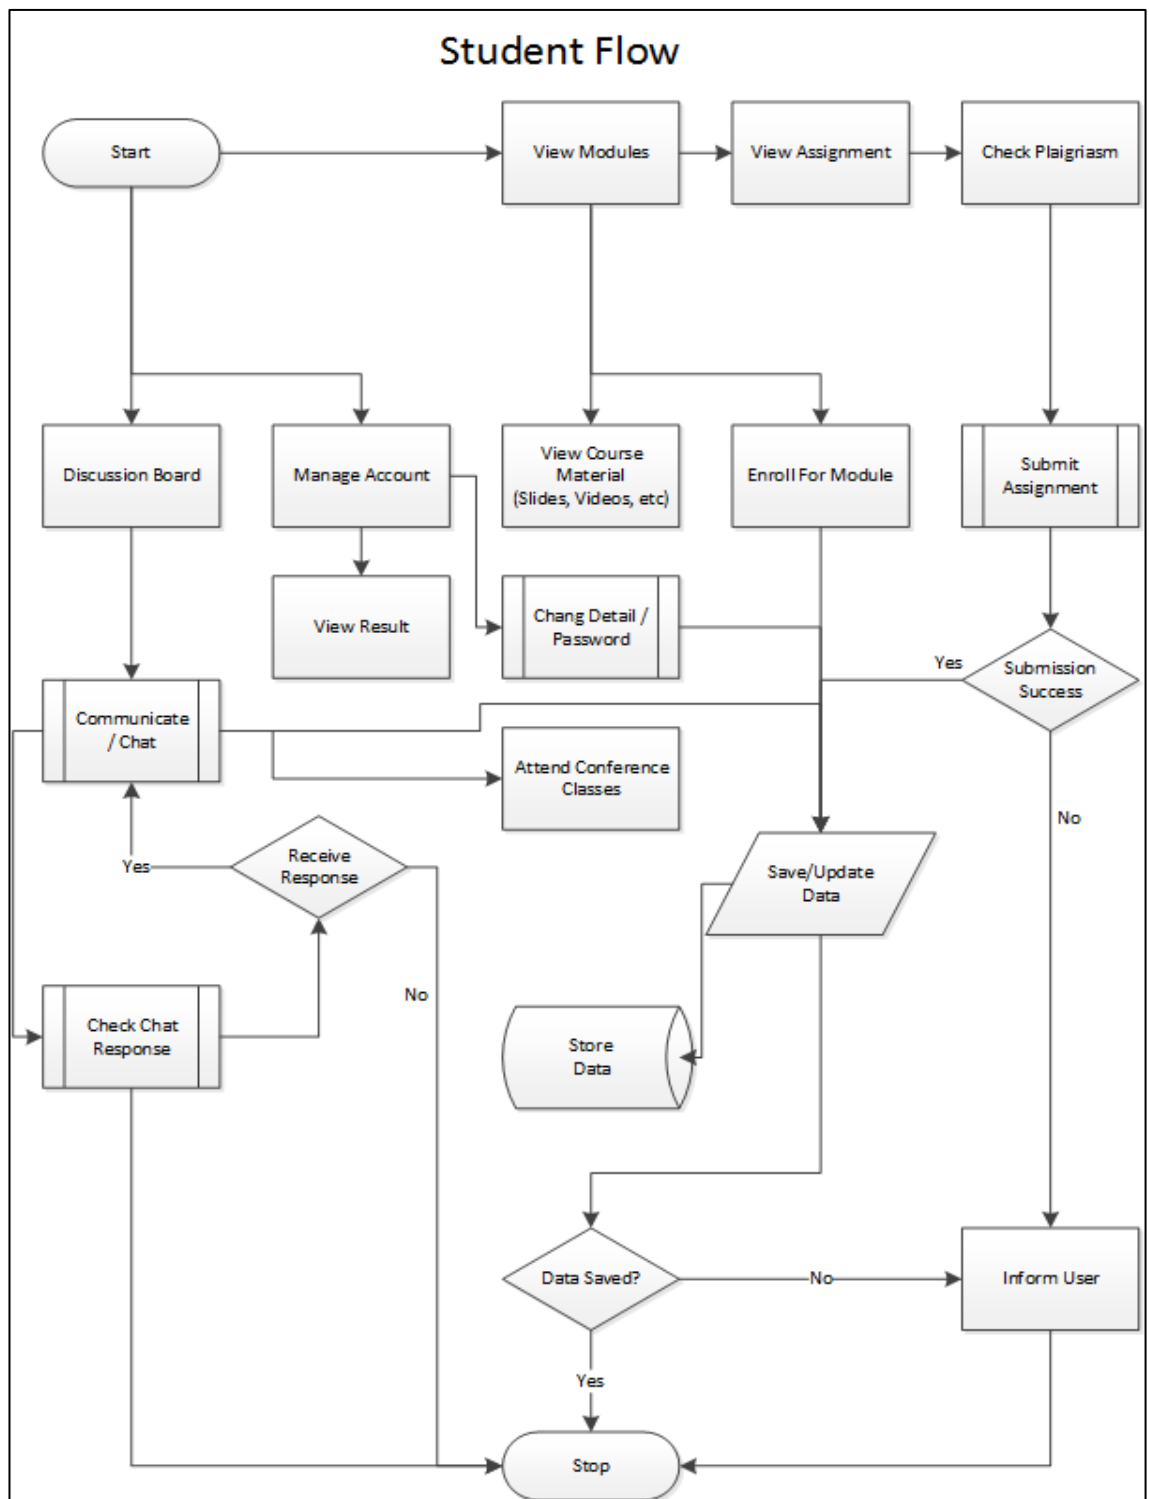 Student Flow
Start
View Modules
View Assignment
Check Plaigriasm
Discussion Board
Manage Account
View Course
Material
(Slides, Videos, etc)
Enroll For Module
Submit
Assignment
View Result
Chang Detail /
Password
Yes
Submission
Success
Communicate
/ Chat
Attend Conference
Classes
No
Yes
Receive
Response
Save/Update
Data
No
Check Chat
Response
Store
Data
Data Saved?
No
Inform User
Yes
Stop